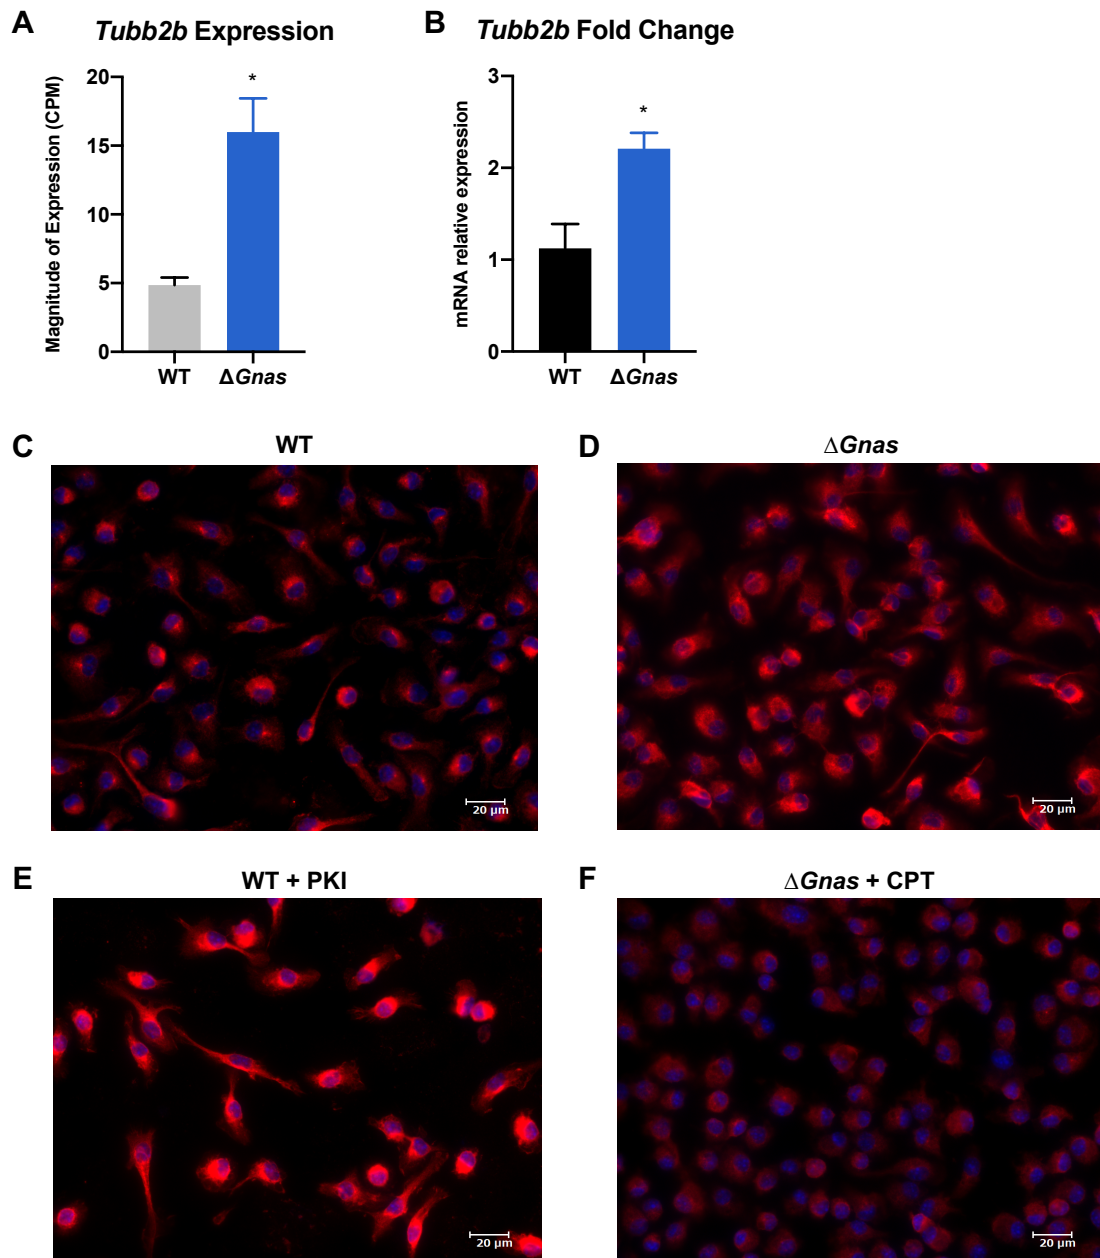 A
Tubb2b Expression
Magnitude of Expression (CPM)
20
15
10
5
0
*
WT
ΔGnas
B
Tubb2b Fold Change
mRNA relative expression
3
2
1
0
*
WT
ΔGnas
C
WT
20 μm
D
ΔGnas
20 μm
E
WT + PKI
20 μm
F
ΔGnas + CPT
20 μm